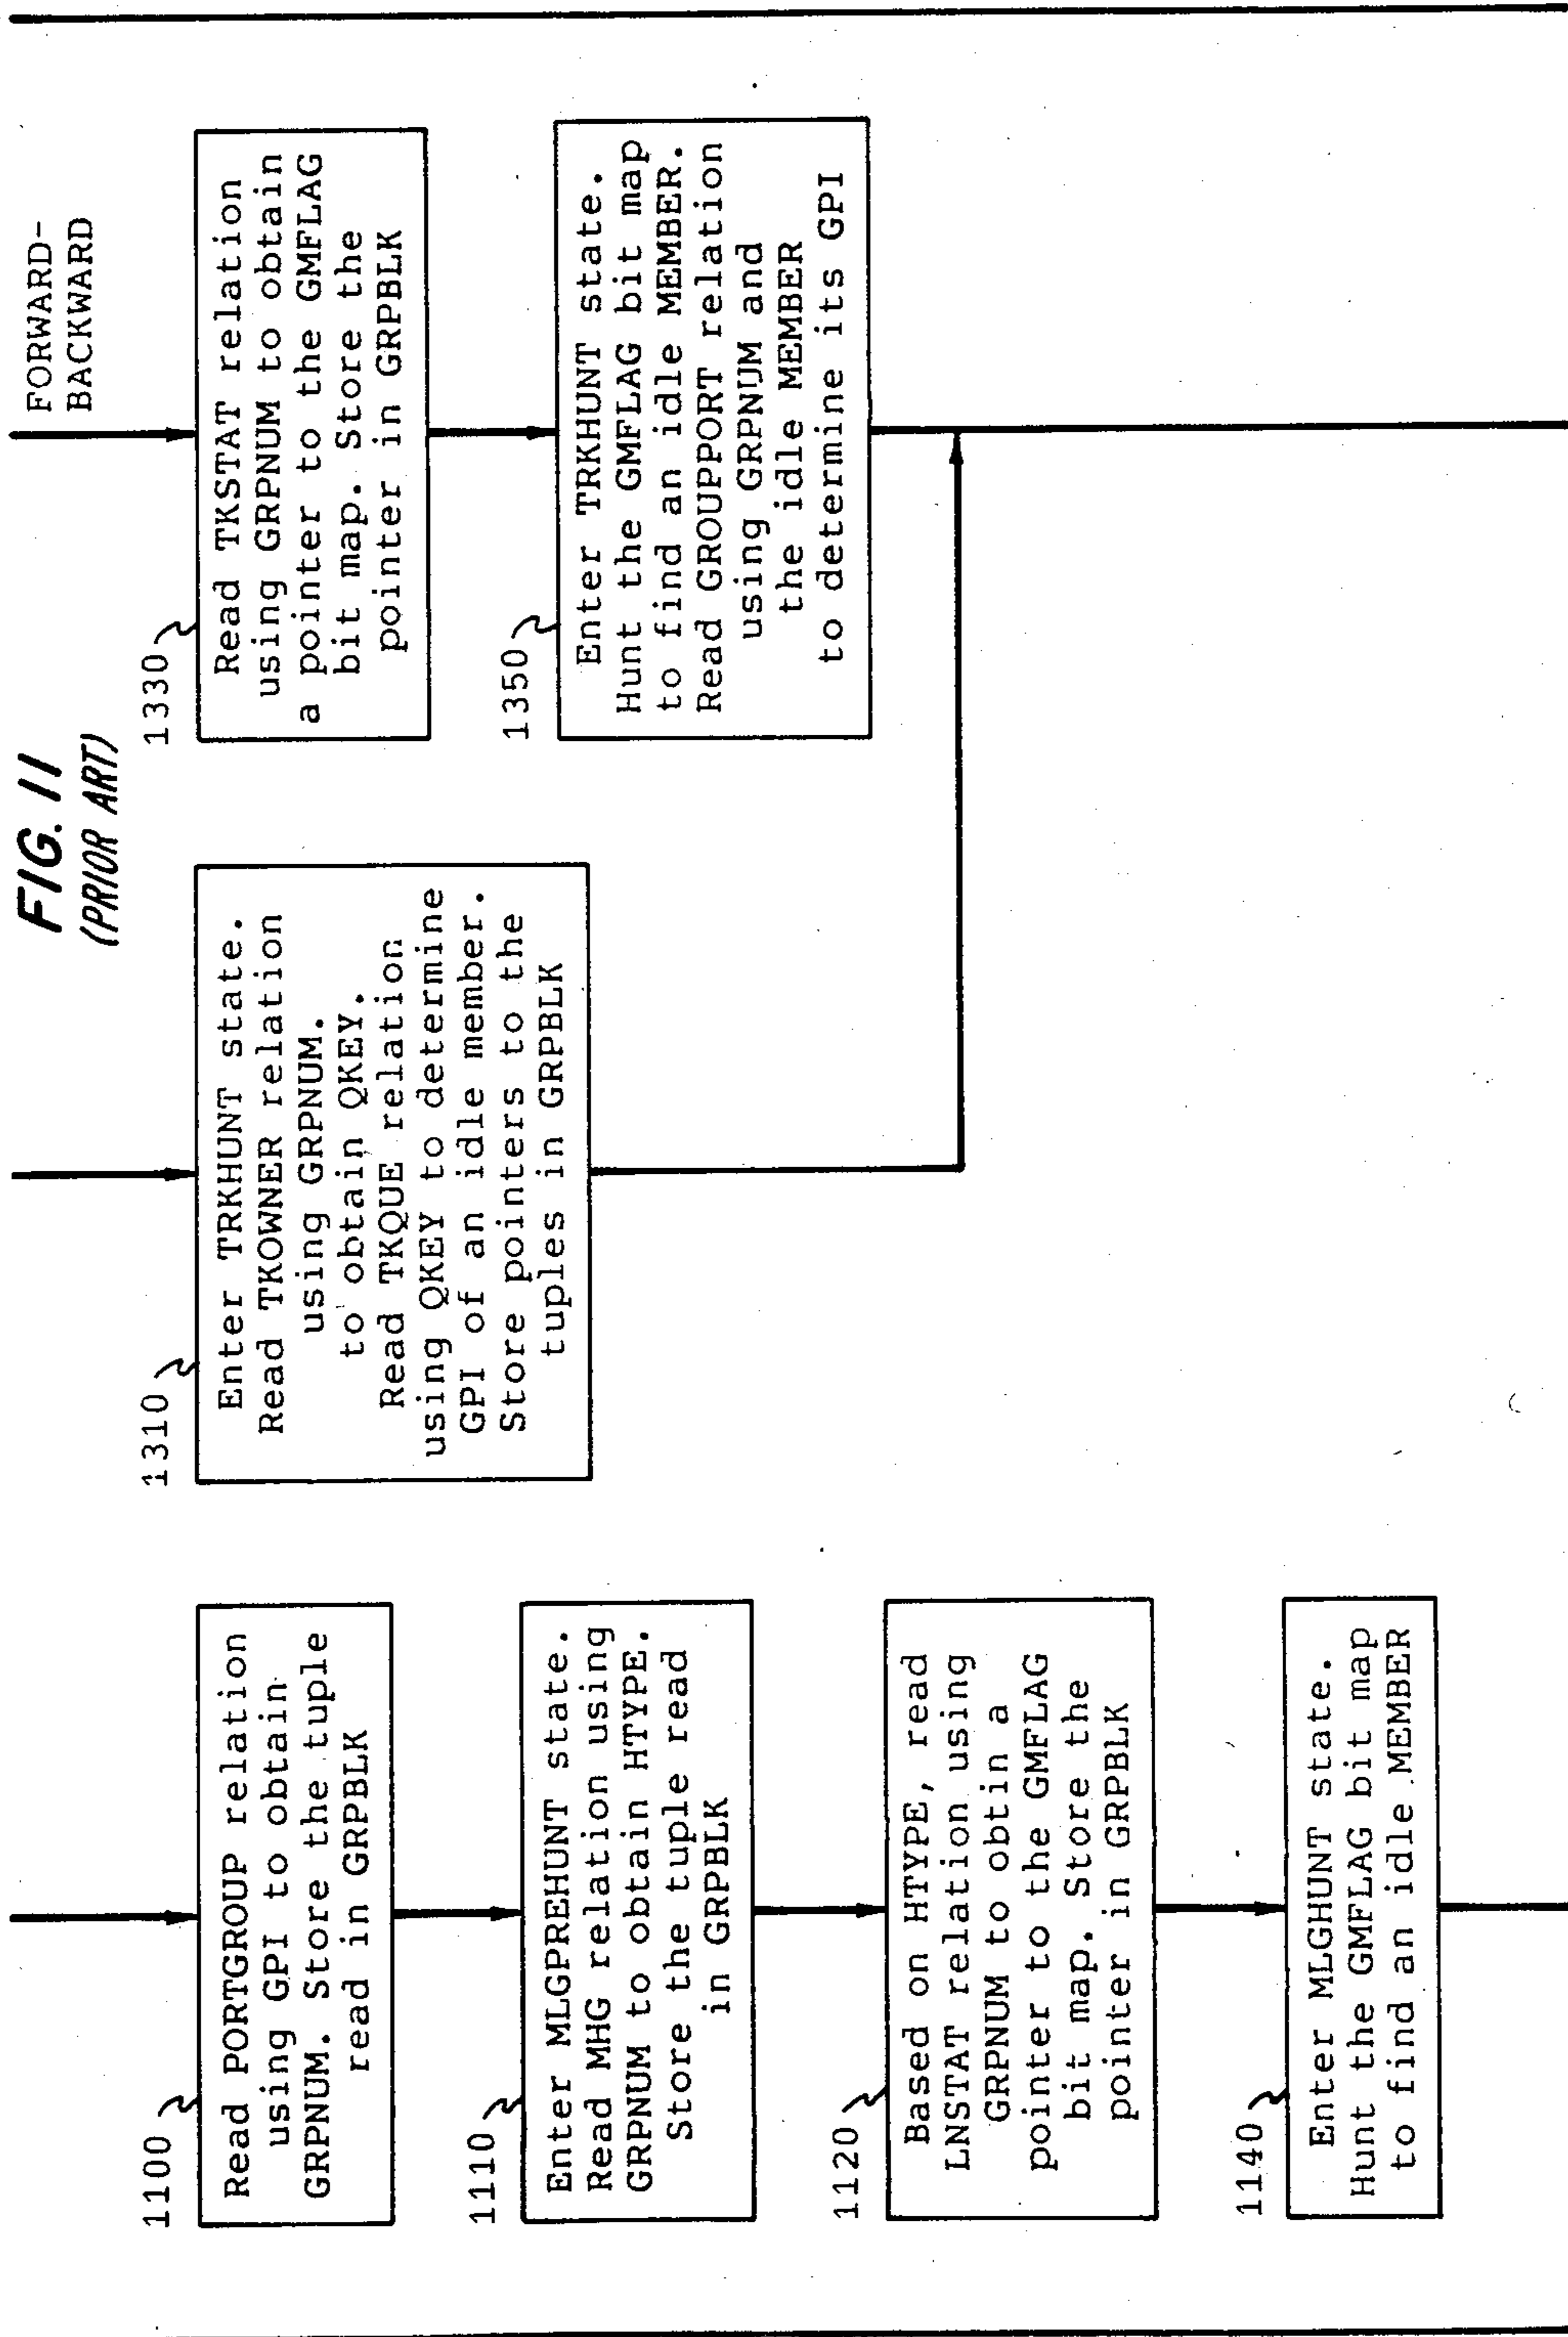 FIG. 11
(PRIOR ART)
1100
Read PORTGROUP relation
using GPI to obtain
GRPNUM. Store the tuple
read in GRPBLK
1110
Enter MLGPREHUNT state.
Read MHG relation using
GRPNUM to obtain HTYPE.
Store the tuple read
in GRPBLK
1120
Based on HTYPE, read
LNSTAT relation using
GRPNUM to obtin a
pointer to the GMFLAG
bit map. Store the
pointer in GRPBLK
1140
Enter MLGHUNT state.
Hunt the GMFLAG bit map
to find an idle MEMBER
1310
Enter TRKHUNT state.
Read TKOWNER relation
using GRPNUM.
to obtain QKEY.
Read TKQUE relation
using QKEY to determine
GPI of an idle member.
Store pointers to the
tuples in GRPBLK
FORWARD-
BACKWARD
1330
Read TKSTAT relation
using GRPNUM to obtain
a pointer to the GMFLAG
bit map. Store the
pointer in GRPBLK
1350
Enter TRKHUNT state.
Hunt the GMFLAG bit map
to find an idle MEMBER.
Read GROUPPORT relation
using GRPNUM and
the idle MEMBER
to determine its GPI